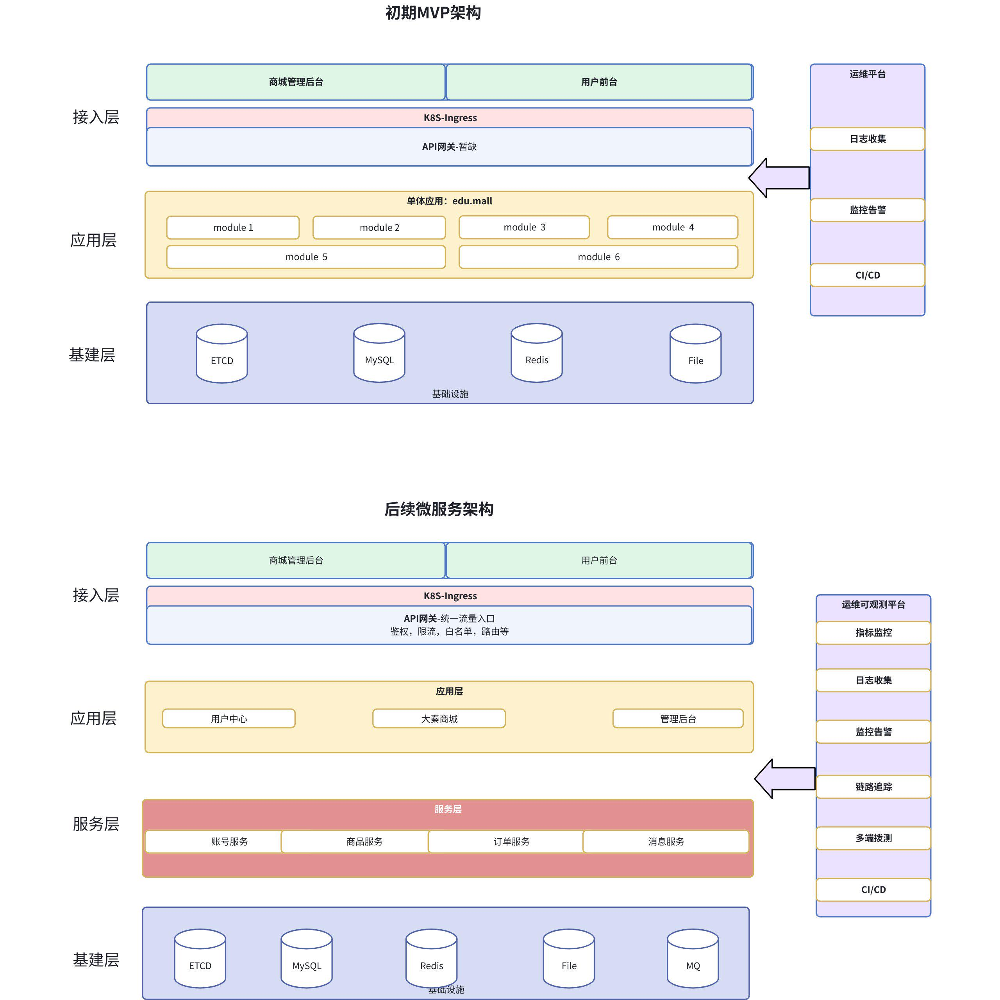 初期MVP架构
商城管理后台
用户前台
运维平台
接入层
K8S-Ingress
API网关-暂缺
日志收集
监控告警
CI/CD
应用层
单体应用：edu.mall
module 1
module 2
module 3
module 4
module 5
module 6
基建层
ETCD
MySQL
Redis
File
基础设施
后续微服务架构
商城管理后台
用户前台
接入层
K8S-Ingress
API网关-统一流量入口
鉴权，限流，白名单，路由等
运维可观测平台
指标监控
日志收集
监控告警
链路追踪
多端拨测
CI/CD
应用层
应用层
用户中心
大秦商城
管理后台
服务层
服务层
账号服务
商品服务
订单服务
消息服务
基建层
ETCD
MySQL
Redis
File
MQ
基础设施